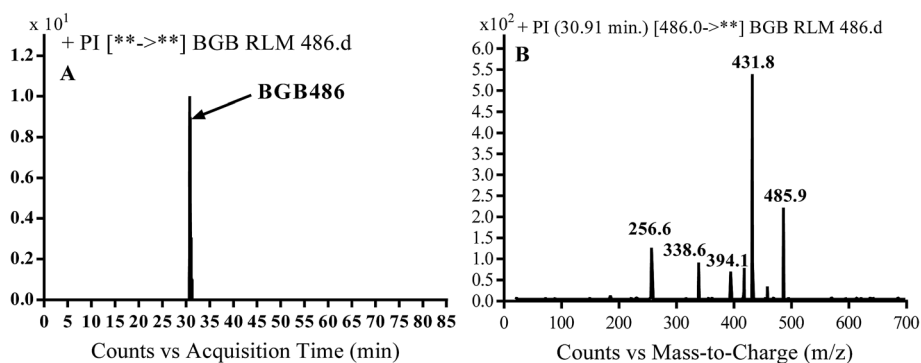 x 10¹
+ PI [**->**] BGB RLM 486.d
A
BGB486
1.2
1.0
0.8
0.6
0.4
0.2
0.0
0 5 10 15 20 25 30 35 40 45 50 55 60 65 70 75 80 85
Counts vs Acquisition Time (min)
x10² + PI (30.91 min.) [486.0->**] BGB RLM 486.d
B
6.0
5.5
5.0
4.5
4.0
3.5
3.0
2.5
2.0
1.5
1.0
0.5
0.0
431.8
485.9
256.6
338.6
394.1
0 100 200 300 400 500 600 700
Counts vs Mass-to-Charge (m/z)